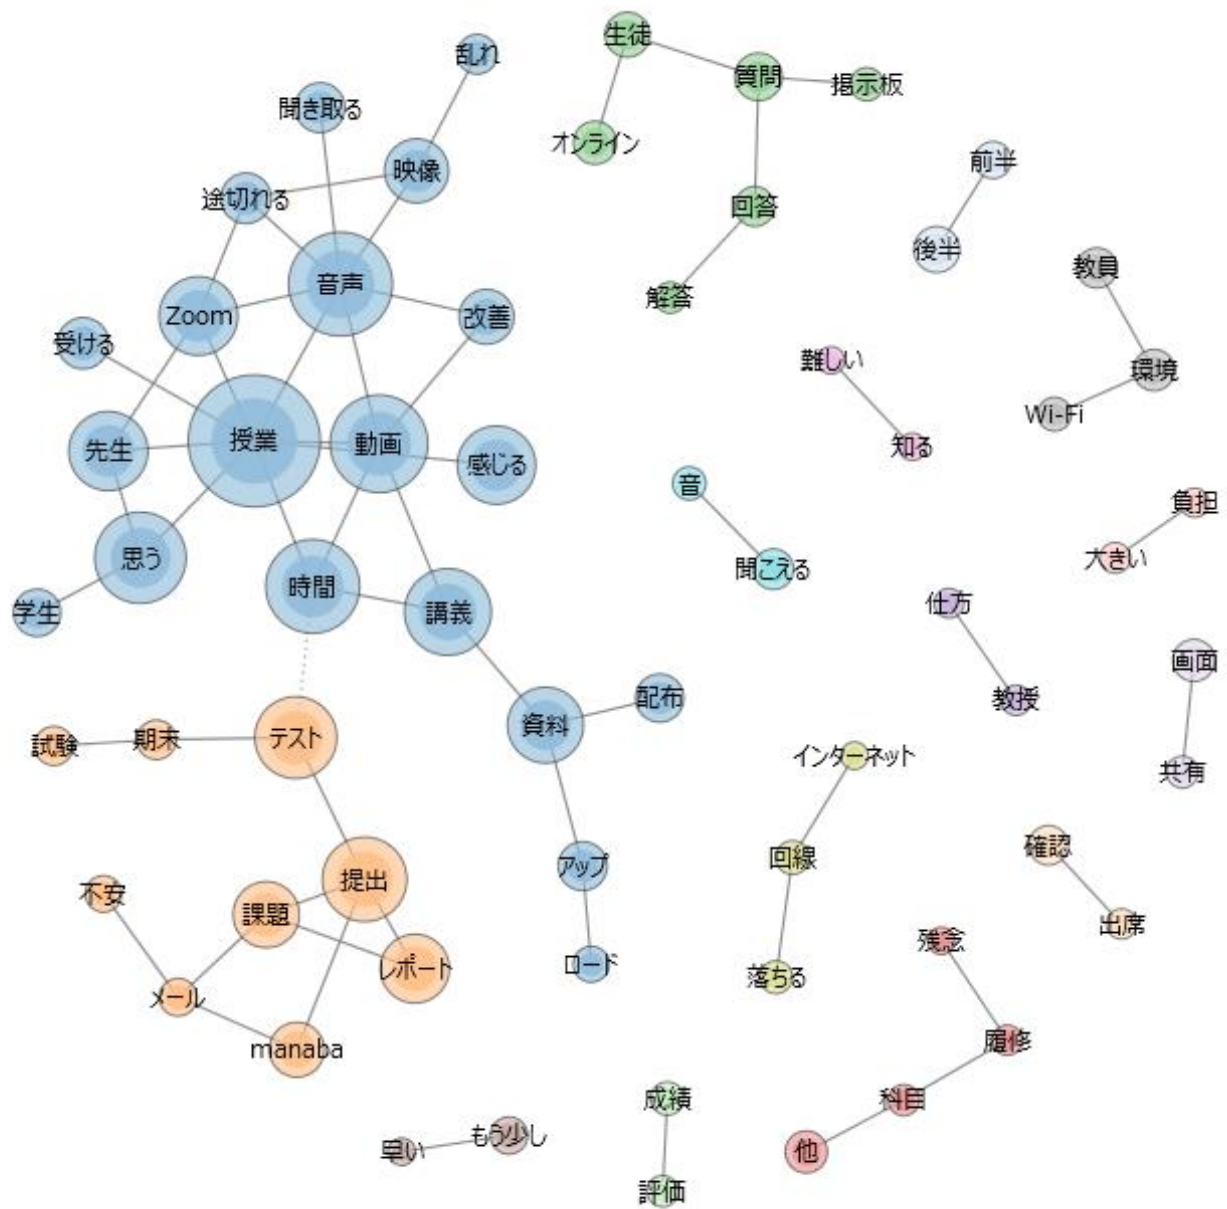 生徒
乱れ
質問
掲示板
聞き取る
オンライン
前半
映像
途切れる
回答
後半
教員
音声
解答
Zoom
改善
受ける
難しい
環境
Wi-Fi
授業
動画
知る
先生
感じる
音
負担
思う
大きい
聞こえる
時間
講義
仕方
学生
画面
配布
教授
資料
テスト
期末
試験
インターネット
共有
確認
回線
アップ
提出
不安
課題
出席
残念
レポート
ロード
落ちる
メール
manaba
履修
成績
科目
もう少し
早い
他
評価